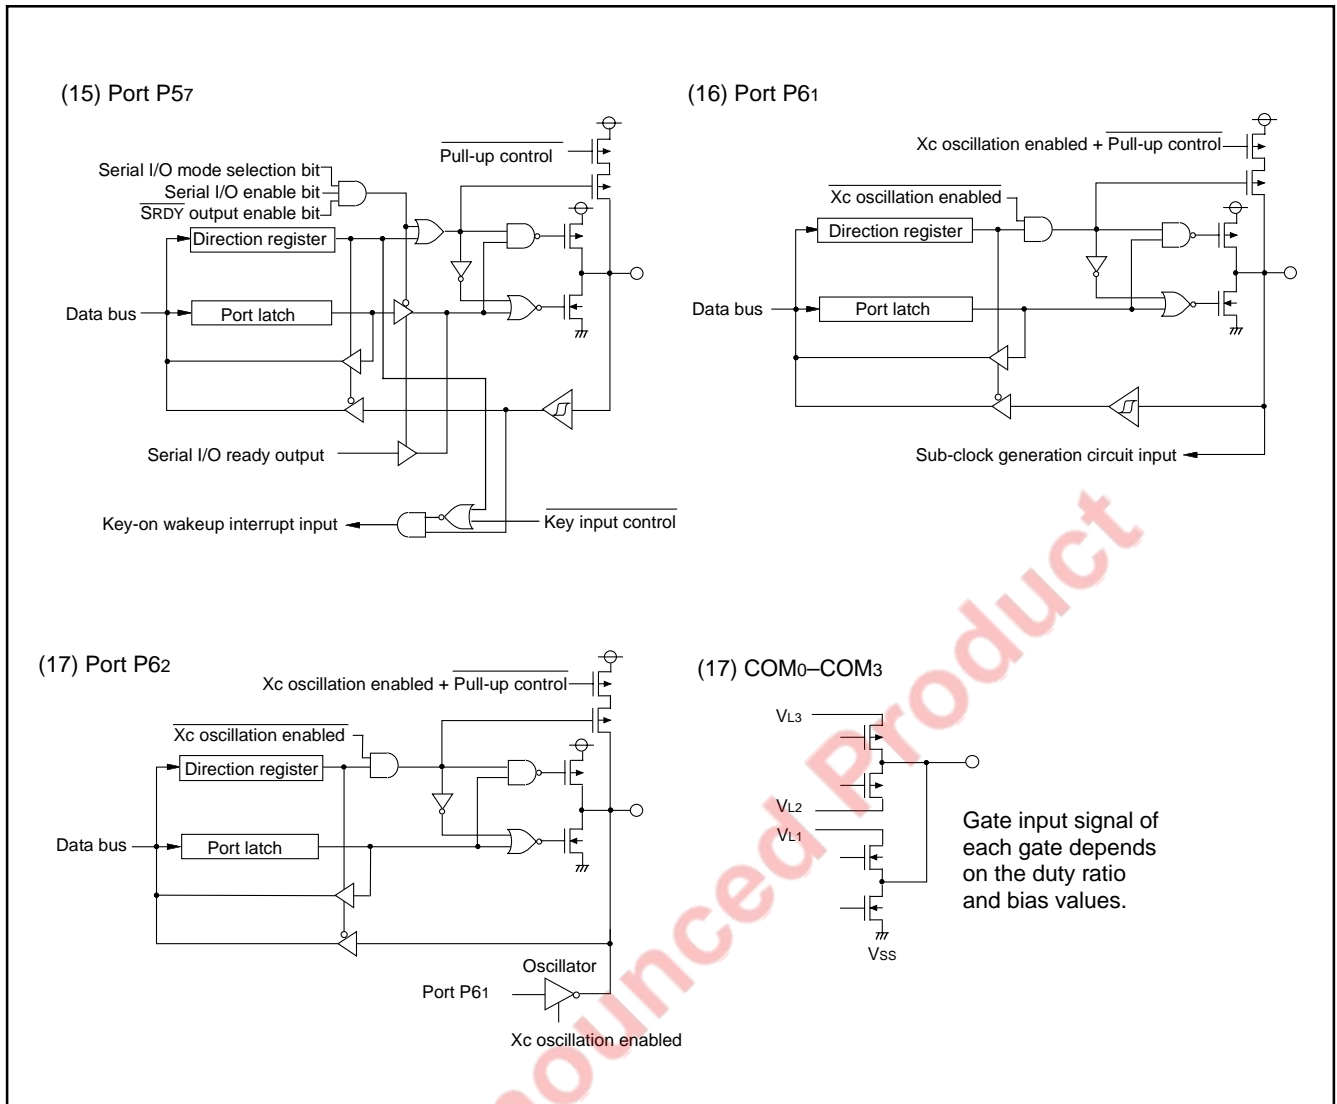 (15) Port P57
Pull-up control
Serial I/O mode selection bit
Serial I/O enable bit
SRDY output enable bit
Direction register
Data bus
Port latch
Serial I/O ready output
Key-on wakeup interrupt input
Key input control
(16) Port P61
Xc oscillation enabled + Pull-up control
Xc oscillation enabled
Direction register
Data bus
Port latch
Sub-clock generation circuit input
(17) Port P62
Xc oscillation enabled + Pull-up control
Xc oscillation enabled
Direction register
Data bus
Port latch
Oscillator
Port P61
Xc oscillation enabled
(17) COM0–COM3
VL3
VL2
VL1
VSS
Gate input signal of
each gate depends
on the duty ratio
and bias values.
nounced Product